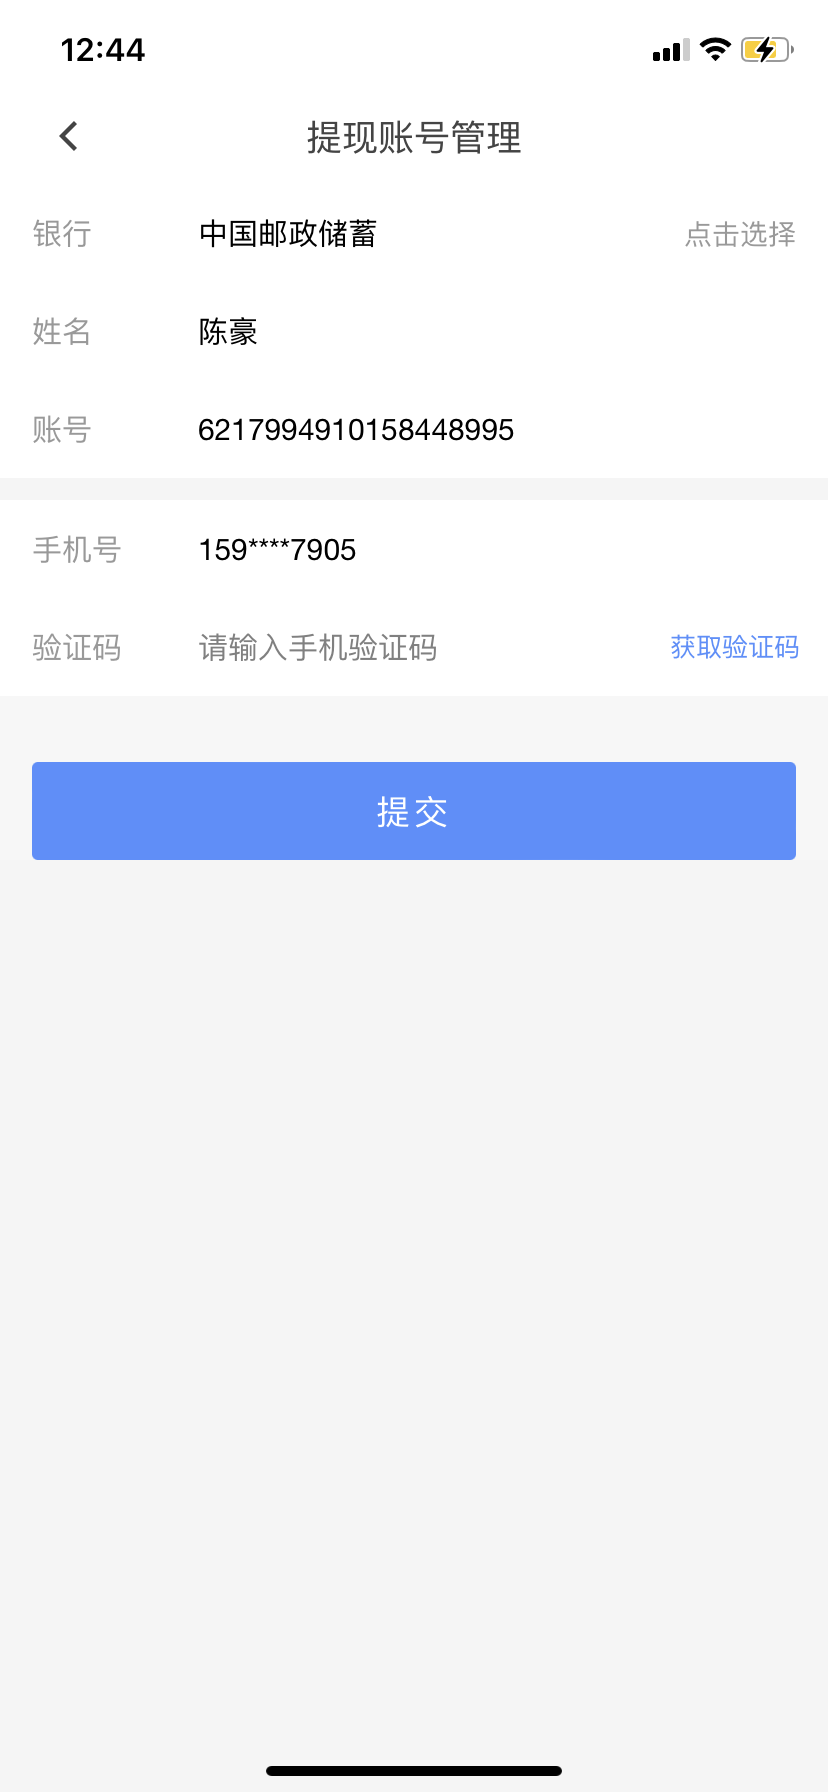 12:44
提现账号管理
银行 中国邮政储蓄 点击选择
姓名 陈豪
账号 6217994910158448995
手机号 159****7905
验证码 请输入手机验证码 获取验证码
提交